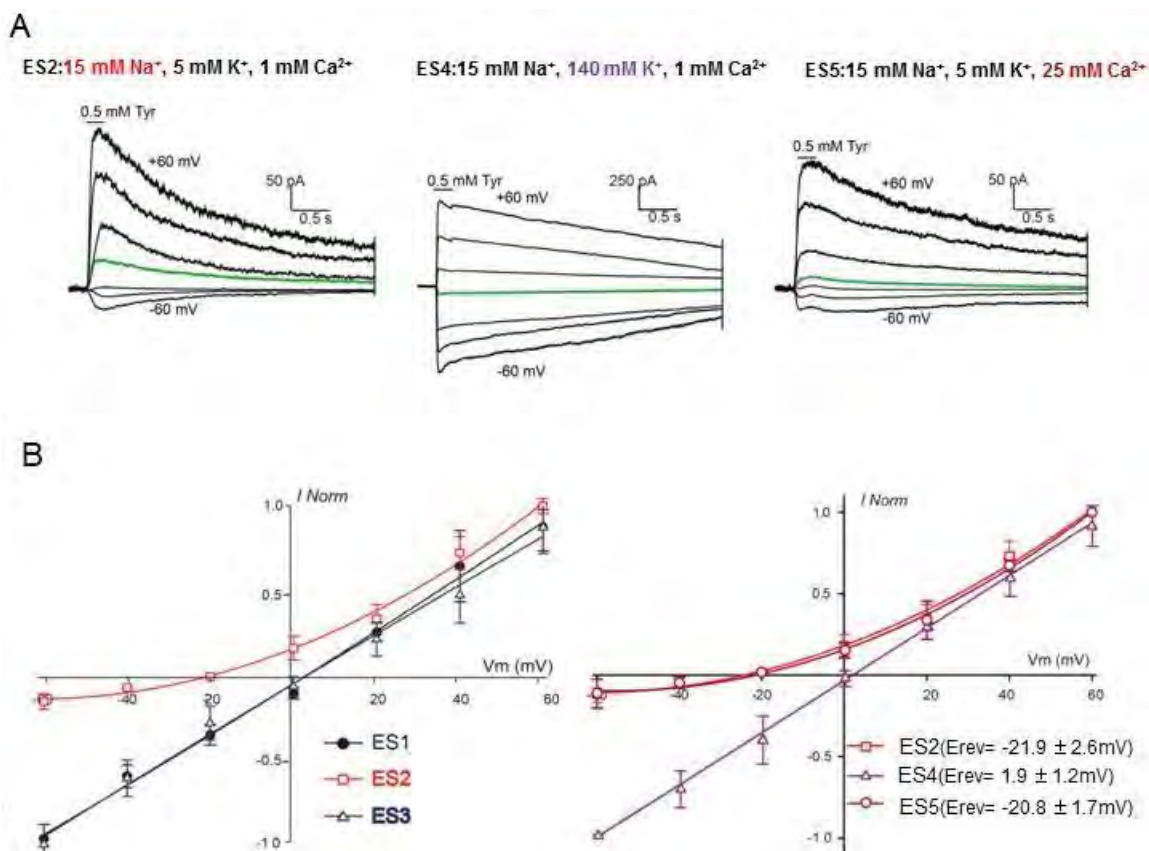 A
ES2:15 mM Na⁺, 5 mM K⁺, 1 mM Ca²⁺
ES4:15 mM Na⁺, 140 mM K⁺, 1 mM Ca²⁺
ES5:15 mM Na⁺, 5 mM K⁺, 25 mM Ca²⁺
0.5 mM Tyr
+60 mV
50 pA
0.5 s
-60 mV
0.5 mM Tyr
+60 mV
250 pA
0.5 s
-60 mV
0.5 mM Tyr
+60 mV
50 pA
0.5 s
-60 mV
B
I Norm
1.0
0.5
Vm (mV)
-40
-20
20
40
60
-0.5
-1.0
ES1
ES2
ES3
I Norm
1.0
0.5
Vm (mV)
-40
-20
20
40
60
-0.5
-1.0
ES2(Erev= -21.9 ± 2.6mV)
ES4(Erev= 1.9 ± 1.2mV)
ES5(Erev= -20.8 ± 1.7mV)